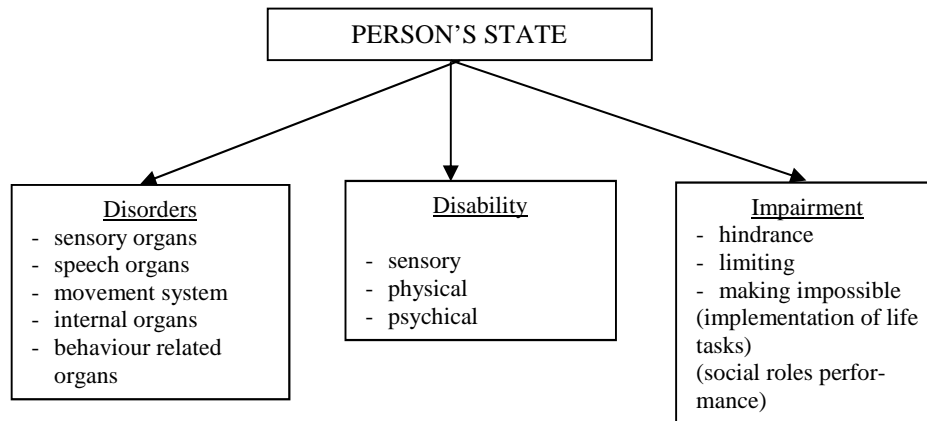 PERSON’S STATE
Disorders
- sensory organs
- speech organs
- movement system
- internal organs
- behaviour related
organs
Disability
- sensory
- physical
- psychical
Impairment
- hindrance
- limiting
- making impossible
(implementation of life
tasks)
(social roles perfor-
mance)